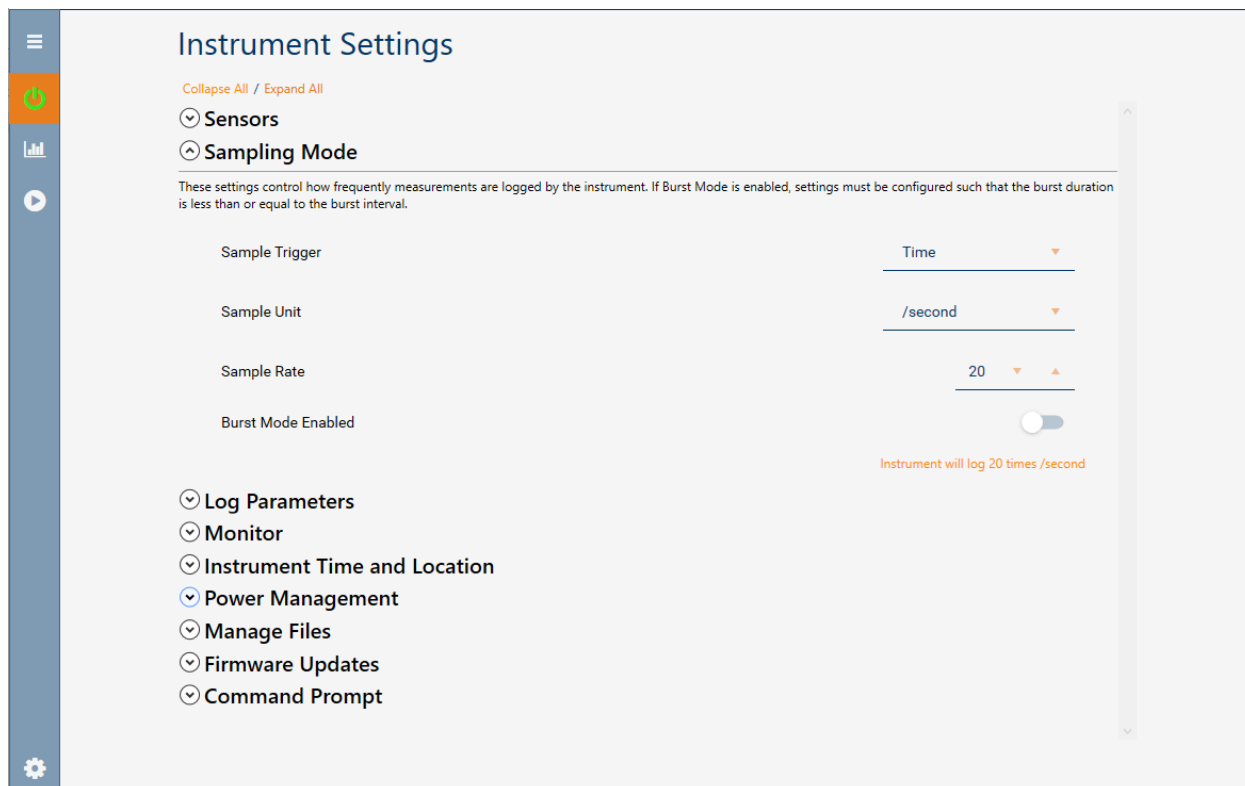 Instrument Settings
Collapse All / Expand All
Sensors
Sampling Mode
These settings control how frequently measurements are logged by the instrument. If Burst Mode is enabled, settings must be configured such that the burst duration
is less than or equal to the burst interval.
Sample Trigger Time
Sample Unit /second
Sample Rate 20
Burst Mode Enabled
Instrument will log 20 times /second
Log Parameters
Monitor
Instrument Time and Location
Power Management
Manage Files
Firmware Updates
Command Prompt